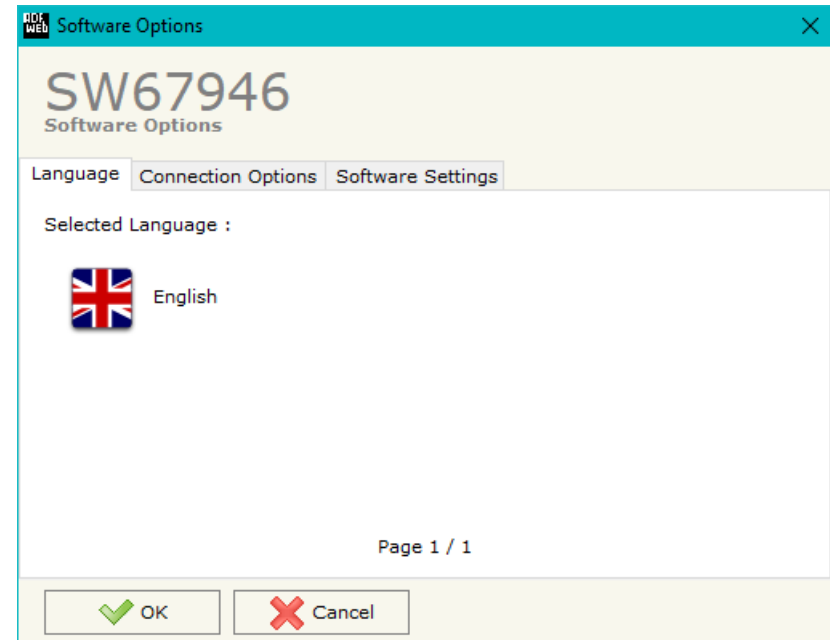 ADF
WEB Software Options
SW67946
Software Options
Language Connection Options Software Settings
Selected Language :
English
Page 1 / 1
OK Cancel